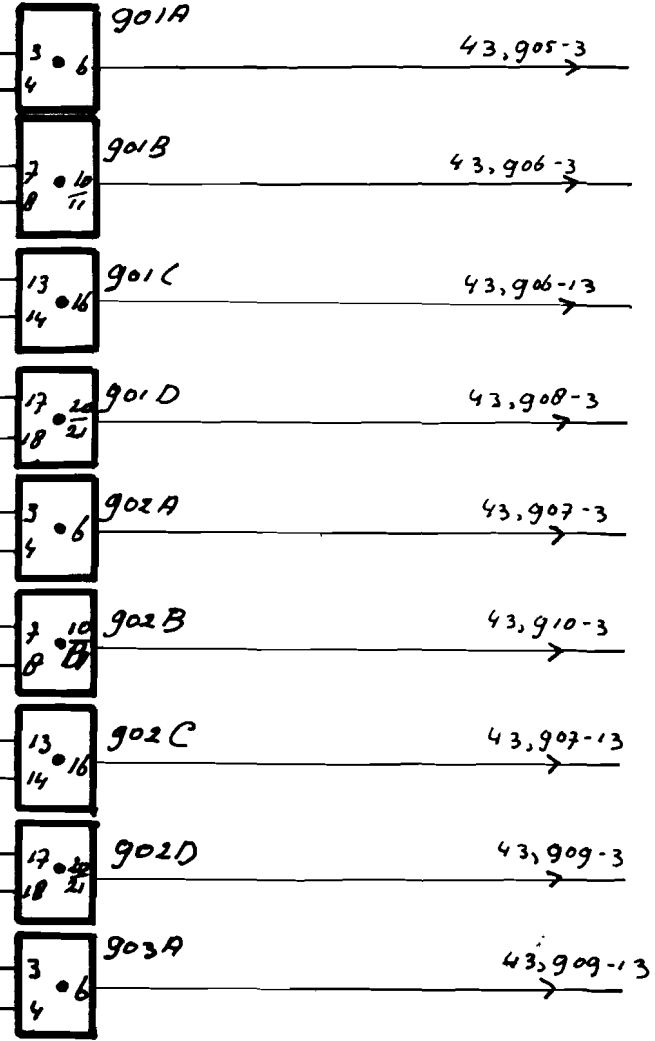 901A
3 • 6 43,905-3
4
901B
7 • 10 43,906-3
8 11
901C
13 • 16 43,906-13
14
901D
17 • 20 43,908-3
18 21
902A
3 • 6 43,907-3
4
902B
7 • 10 43,910-3
8
902C
13 • 16 43,907-13
14
902D
17 • 20 43,909-3
18 21
903A
3 • 6 43,909-13
4